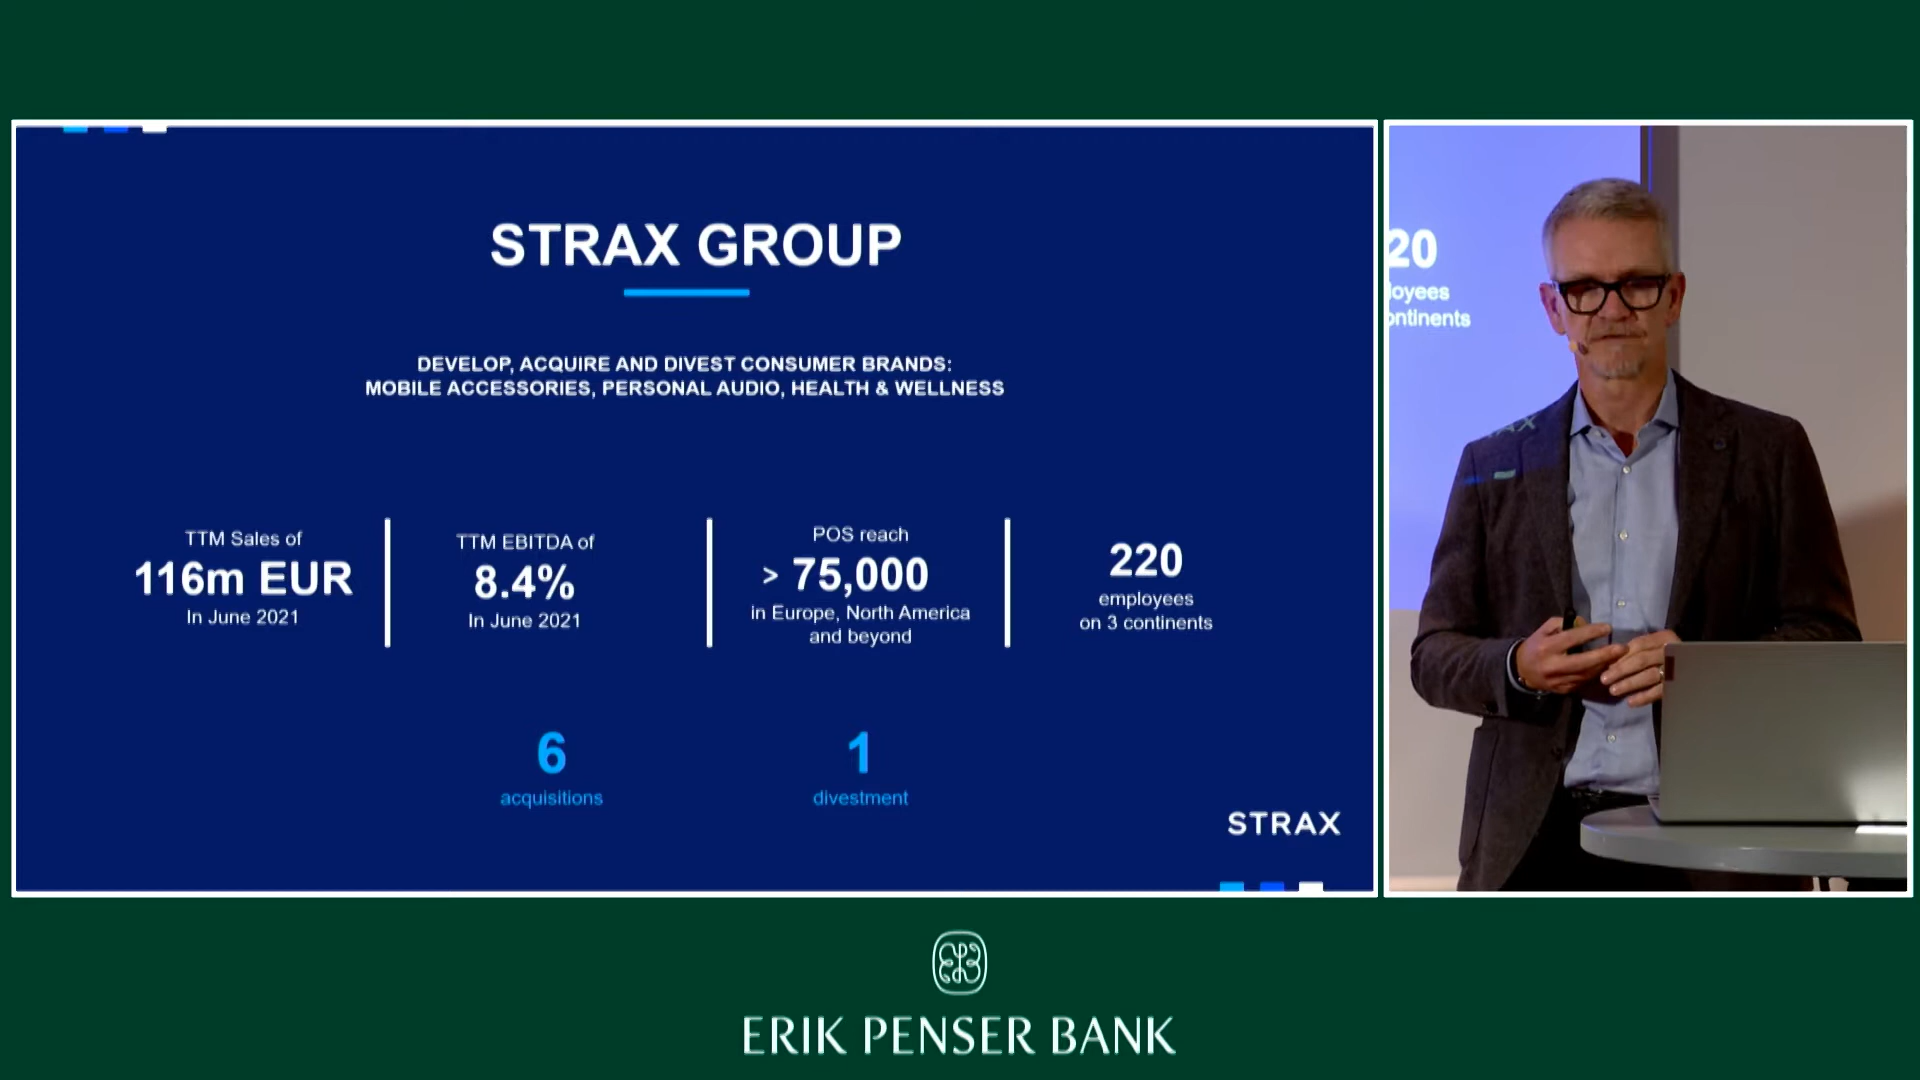 STRAX GROUP
DEVELOP, ACQUIRE AND DIVEST CONSUMER BRANDS:
MOBILE ACCESSORIES, PERSONAL AUDIO, HEALTH & WELLNESS
TTM Sales of
116m EUR
In June 2021
TTM EBITDA of
8.4%
In June 2021
POS reach
> 75,000
in Europe, North America
and beyond
220
employees
on 3 continents
6
acquisitions
1
divestment
STRAX
20
loyees
ontinents
AX
ERIK PENSER BANK